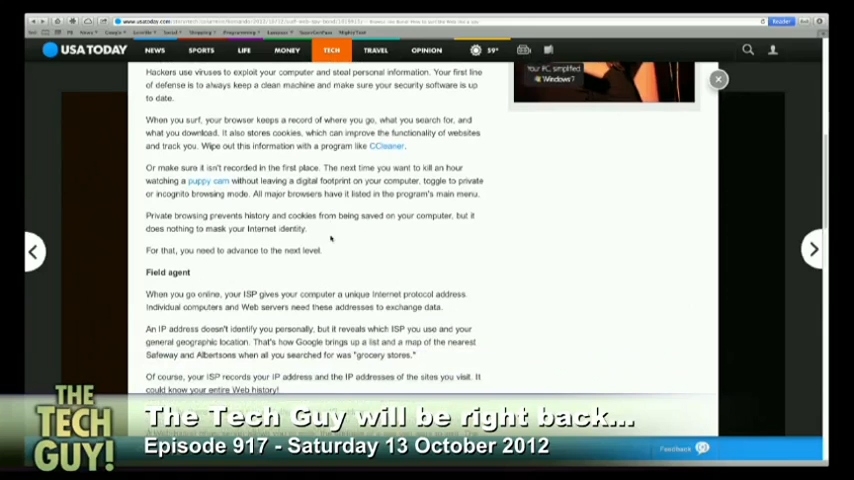 www.usatoday.com
Reader
USA TODAY
NEWS
SPORTS
LIFE
MONEY
TECH
TRAVEL
OPINION
59°
Your PC simplified
Windows7
Hackers use viruses to exploit your computer and steal personal information. Your first line
of defense is to always keep a clean machine and make sure your security software is up
to date.
When you surf, your browser keeps a record of where you go, what you search for, and
what you download. It also stores cookies, which can improve the functionality of websites
and track you. Wipe out this information with a program like CCleaner.
Or make sure it isn't recorded in the first place. The next time you want to kill an hour
watching a puppy cam without leaving a digital footprint on your computer, toggle to private
or incognito browsing mode. All major browsers have it listed in the program's main menu.
Private browsing prevents history and cookies from being saved on your computer, but it
does nothing to mask your Internet identity.
For that, you need to advance to the next level.
Field agent
When you go online, your ISP gives your computer a unique Internet protocol address.
Individual computers and Web servers need these addresses to exchange data.
An IP address doesn't identify you personally, but it reveals which ISP you use and your
general geographic location. That's how Google brings up a list and a map of the nearest
Safeway and Albertsons when all you searched for was "grocery stores."
Of course, your ISP records your IP address and the IP addresses of the sites you visit. It
could know your entire Web history!
THE
TECH
GUY!
The Tech Guy will be right back...
Episode 917 - Saturday 13 October 2012
Feedback